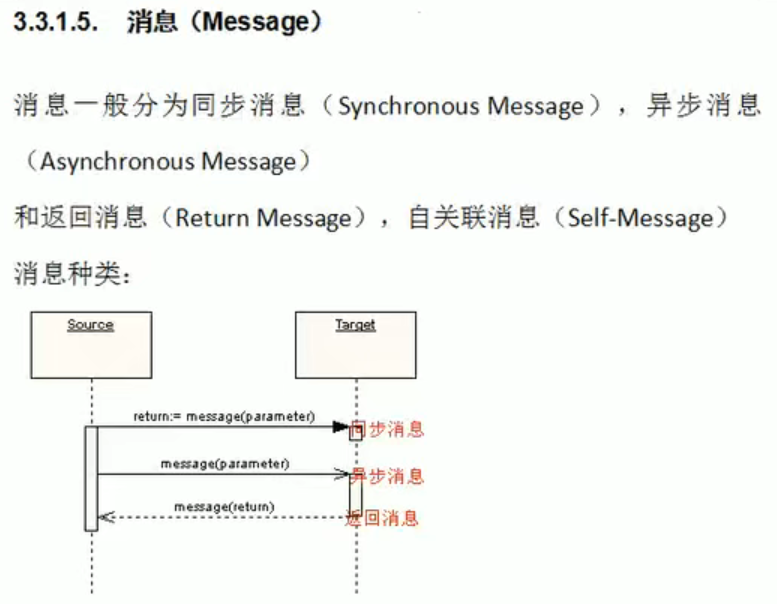 3.3.1.5. 消息（Message）
消息一般分为同步消息（Synchronous Message），异步消息
（Asynchronous Message）
和返回消息（Return Message），自关联消息（Self-Message）
消息种类：
Source
Target
return:= message(parameter)
同步消息
message(parameter)
异步消息
message(return)
返回消息